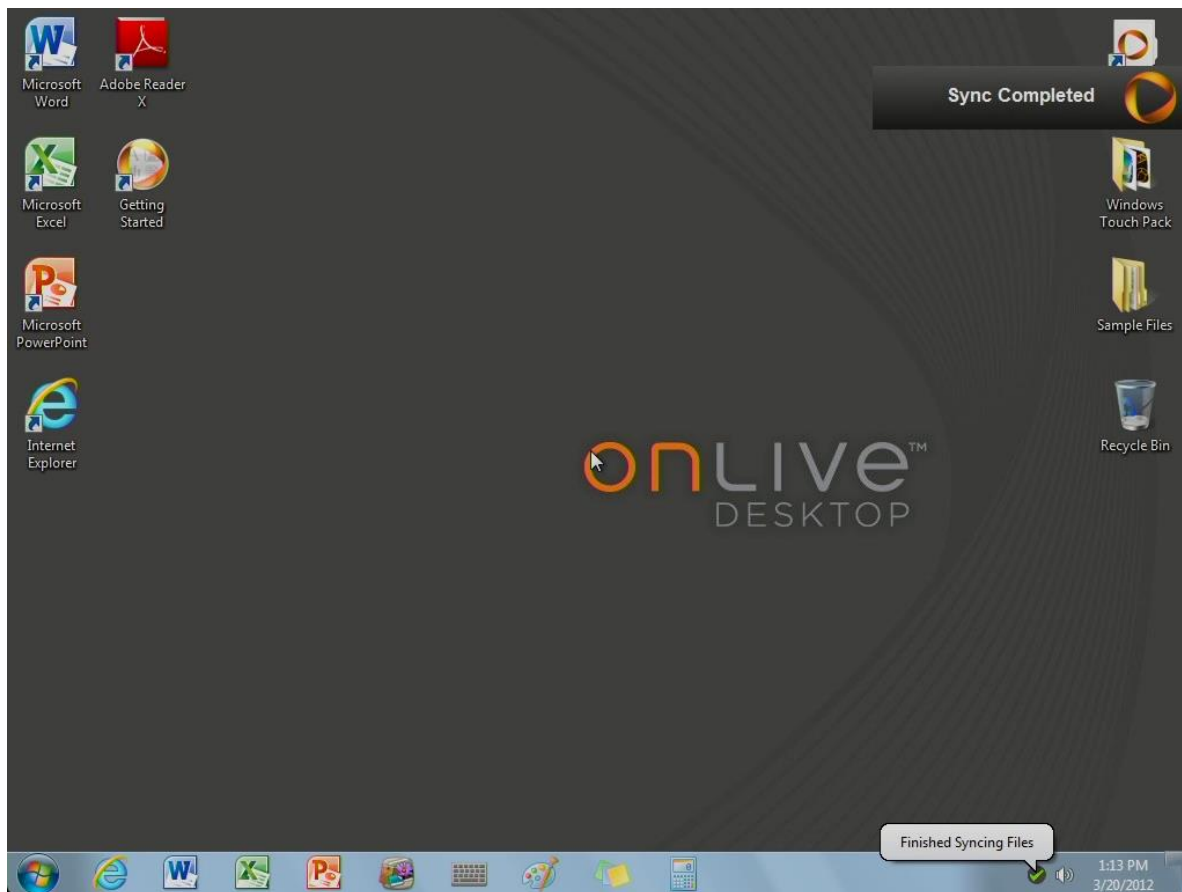 Microsoft
Word
Adobe Reader
X
Sync Completed
Microsoft
Excel
Getting
Started
Windows
Touch Pack
Microsoft
PowerPoint
Sample Files
Internet
Explorer
Recycle Bin
onLIVe™
DESKTOP
Finished Syncing Files
1:13 PM
3/20/2012